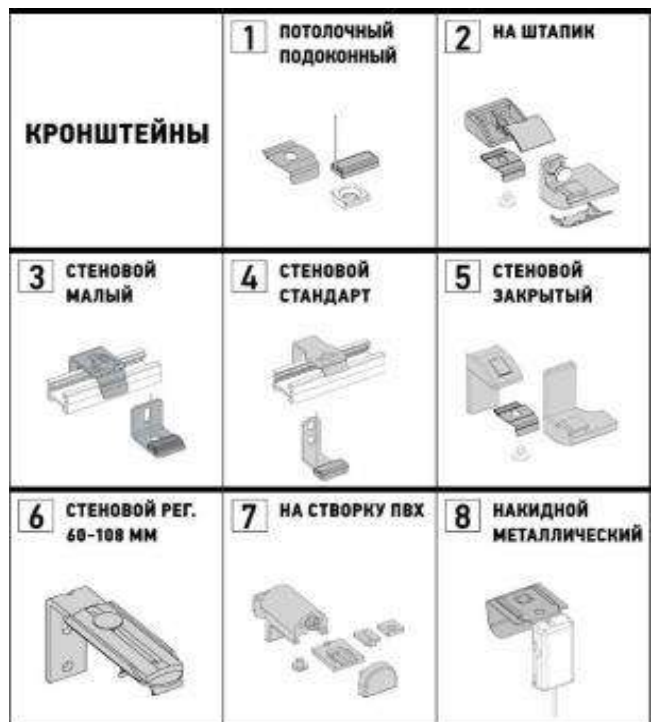 КРОНШТЕЙНЫ
1 ПОТОЛОЧНЫЙ
ПОДОКОННЫЙ
2 НА ШТАПИК
3 СТЕНОВОЙ
МАЛЫЙ
4 СТЕНОВОЙ
СТАНДАРТ
5 СТЕНОВОЙ
ЗАКРЫТЫЙ
6 СТЕНОВОЙ РЕГ.
60-108 ММ
7 НА СТВОРКУ ПВХ
8 НАКИДНОЙ
МЕТАЛЛИЧЕСКИЙ